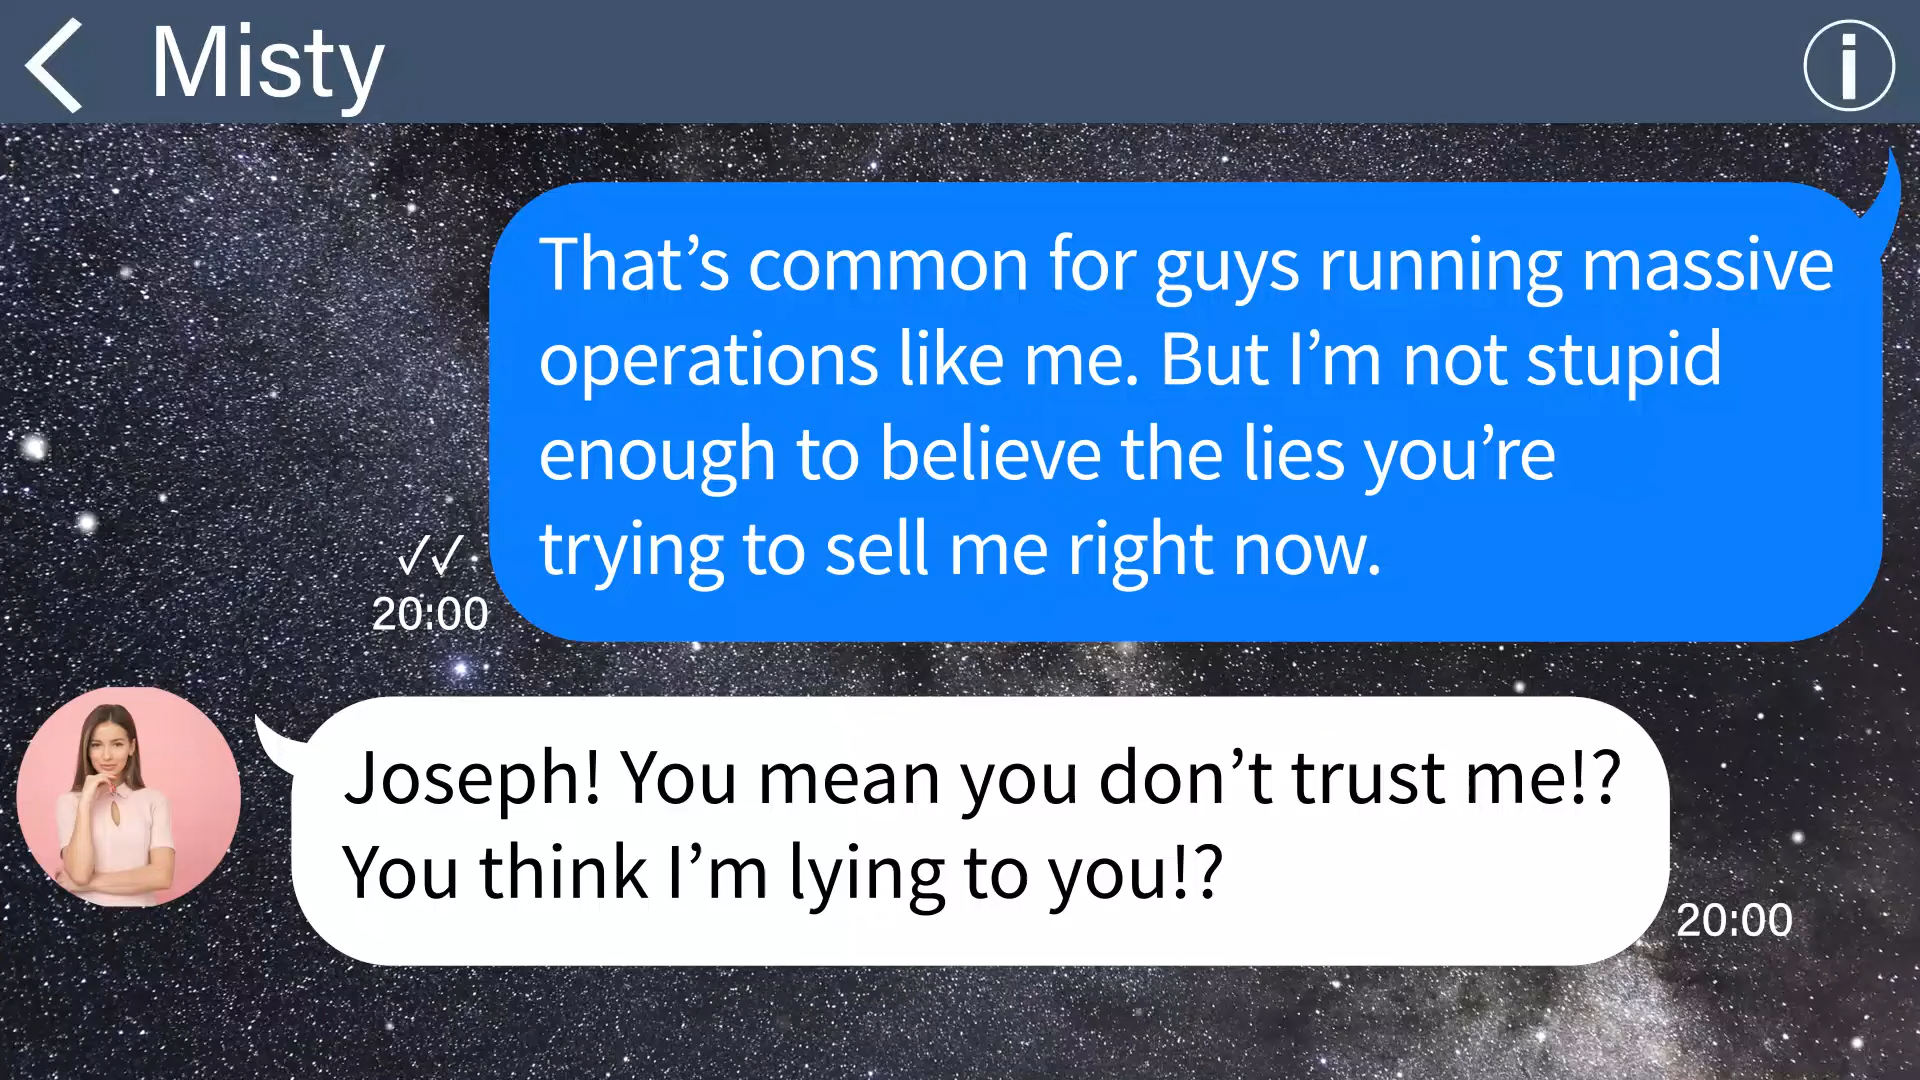 Misty
That’s common for guys running massive
operations like me. But I’m not stupid
enough to believe the lies you’re
trying to sell me right now.
20:00
Joseph! You mean you don’t trust me!?
You think I’m lying to you!?
20:00